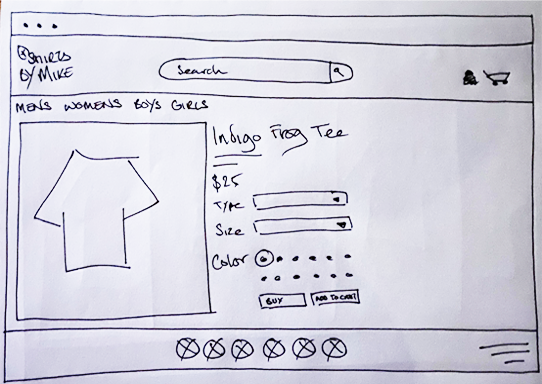 Shirts
By Mike
Search
Mens Womens Boys Girls
Indigo Frog Tee
$25
Type
Size
Color
Buy
Add to cart